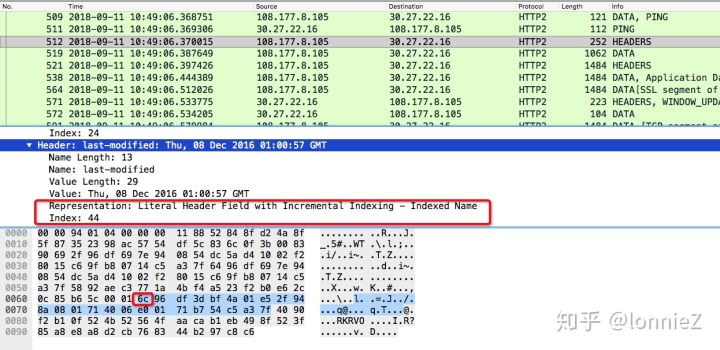 No. Time Source Destination Protocol Length Info
509 2018-09-11 10:49:06.368751 108.177.8.105 30.27.22.16 HTTP2 121 DATA, PING
511 2018-09-11 10:49:06.369306 30.27.22.16 108.177.8.105 HTTP2 112 PING
512 2018-09-11 10:49:06.370015 108.177.8.105 30.27.22.16 HTTP2 252 HEADERS
519 2018-09-11 10:49:06.386667 108.177.8.105 30.27.22.16 HTTP2 1062 DATA
521 2018-09-11 10:49:06.397426 108.177.8.105 30.27.22.16 HTTP2 1484 HEADERS
538 2018-09-11 10:49:06.444389 108.177.8.105 30.27.22.16 HTTP2 1484 DATA, Application Data
564 2018-09-11 10:49:06.512026 108.177.8.105 30.27.22.16 HTTP2 1484 DATA[SSL segment of
571 2018-09-11 10:49:06.533775 30.27.22.16 108.177.8.105 HTTP2 223 HEADERS, WINDOW_UPDA
572 2018-09-11 10:49:06.534205 30.27.22.16 108.177.8.105 HTTP2 104 DATA
Index: 24
Header: last-modified: Thu, 08 Dec 2016 01:00:57 GMT
Name Length: 13
Name: last-modified
Value Length: 29
Value: Thu, 08 Dec 2016 01:00:57 GMT
Representation: Literal Header Field with Incremental Indexing - Indexed Name
Index: 44
0000 00 00 94 01 04 00 00 00 11 88 52 84 8f d2 4a 8f ........ ..R...J.
0010 5f 87 35 23 98 ac 57 54 df 5c 83 6c 0f 3b 00 83 _.5#..WT .\.l.;..
0020 90 69 2f 96 df 69 7e 94 08 54 dc 5a d4 10 02 f2 .i/..i~. .T.Z....
0030 80 15 c6 9f b8 07 14 c5 a3 7f 64 96 df 69 7e 94 ........ ..d..i~.
0040 08 54 dc 5a d4 10 02 f2 80 15 c6 9f b8 07 14 c5 .T.Z.... ........
0050 a3 7f 58 92 ae c3 77 1a 4b f4 a5 23 f2 b0 e6 2c ..X...w. K..#...,
0060 0c 85 b6 5c 00 01 6c 96 df 3d bf 4a 01 e5 2f 94 ...\..l. .=.J../.
0070 8a 08 01 71 40 06 e0 01 71 b7 54 c5 a3 7f 40 90 ...q@... q.T...@.
0080 f2 b1 0f 52 4b 52 56 4f aa ca b1 eb 49 8f 52 3f ...RKRVO ....I.R?
0090 85 a8 e8 a8 d2 cb 76 83 44 b2 97 c8 c6 ......v. D....
知乎 @lonnieZ